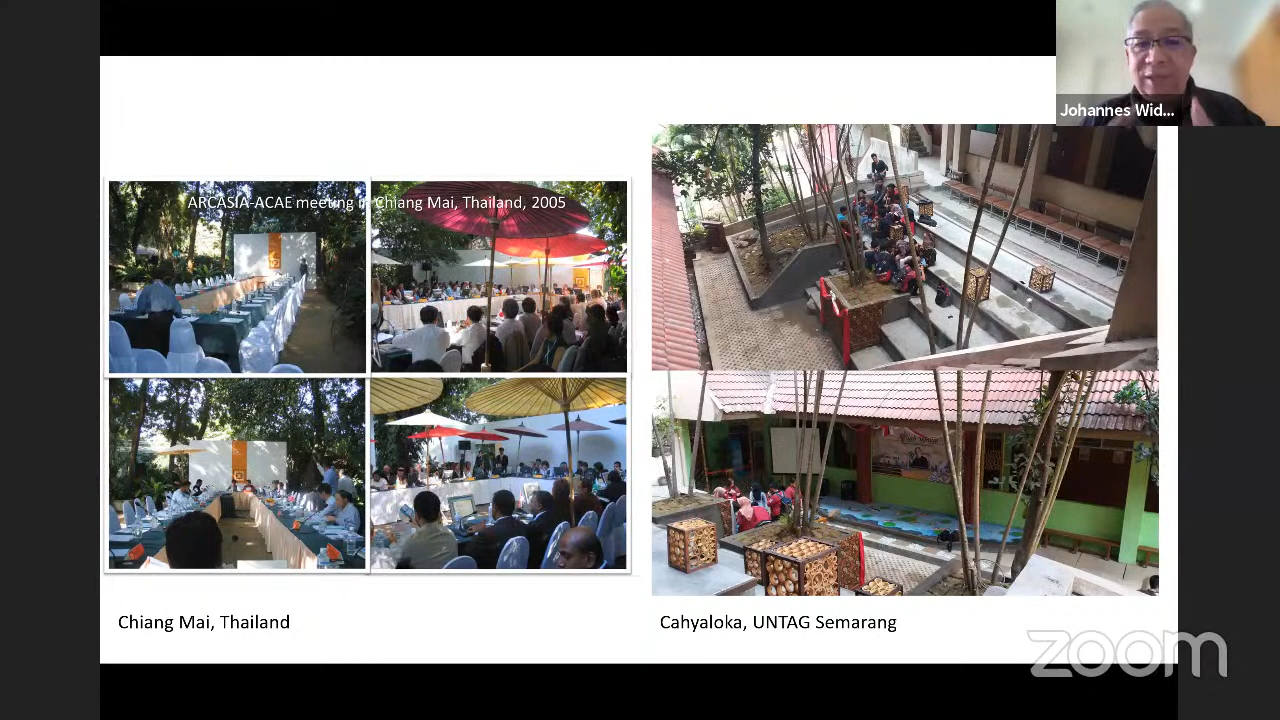 Johannes Wid...
ARCASIA-ACAE meeting in Chiang Mai, Thailand, 2005
Chiang Mai, Thailand
Cahyaloka, UNTAG Semarang
zoom